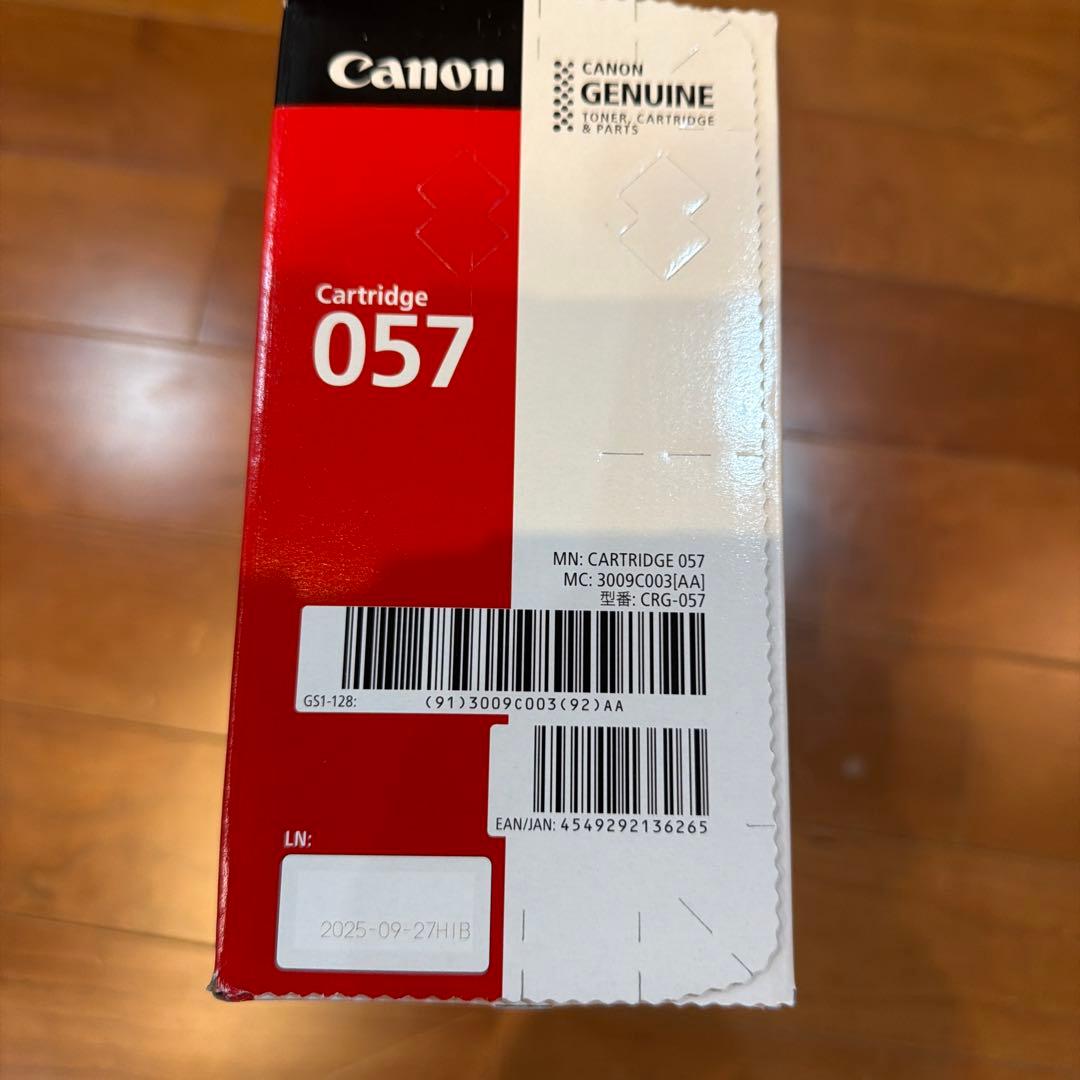 Canon
CANON
GENUINE
TONER, CARTRIDGE
& PARTS
Cartridge
057
MN: CARTRIDGE 057
MC: 3009C003[AA]
型番: CRG-057
GS1-128:
(91)3009C003(92)AA
EAN/JAN: 4549292136265
LN:
2025-09-27HIB